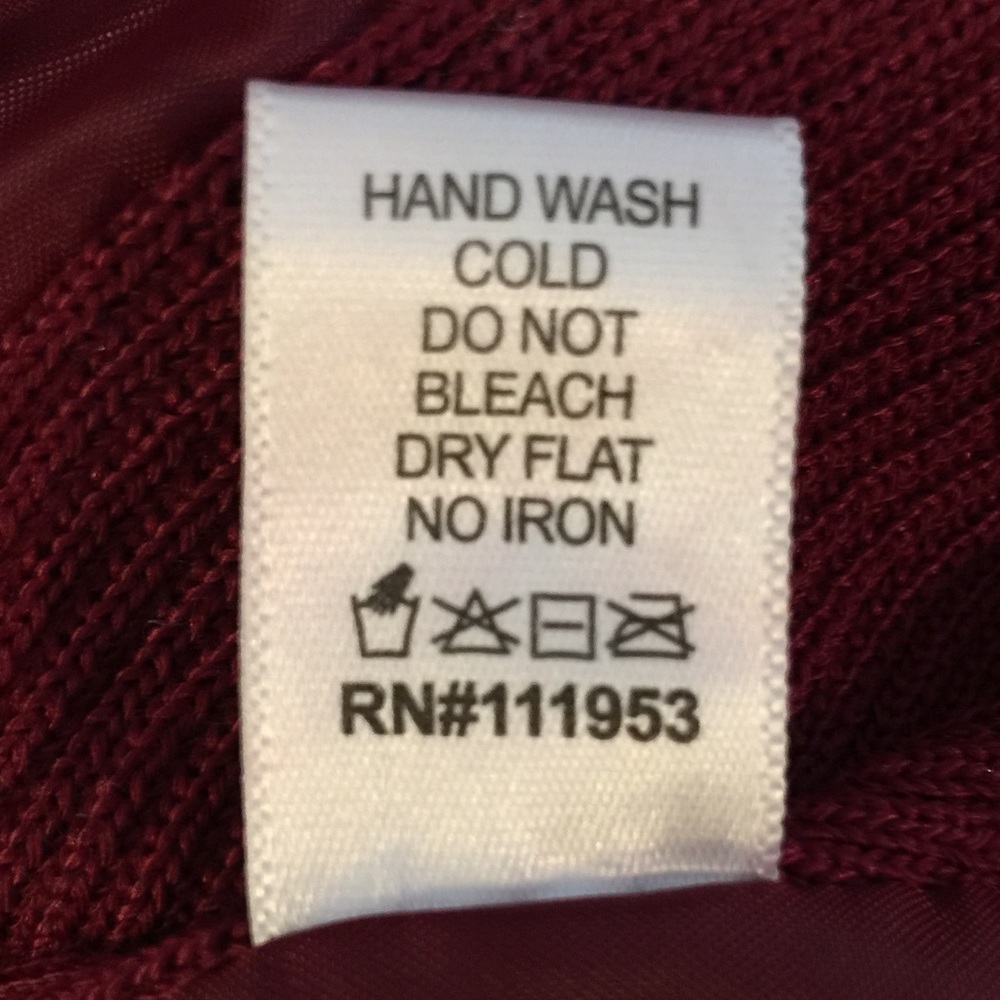 HAND WASH
COLD
DO NOT
BLEACH
DRY FLAT
NO IRON
RN#111953